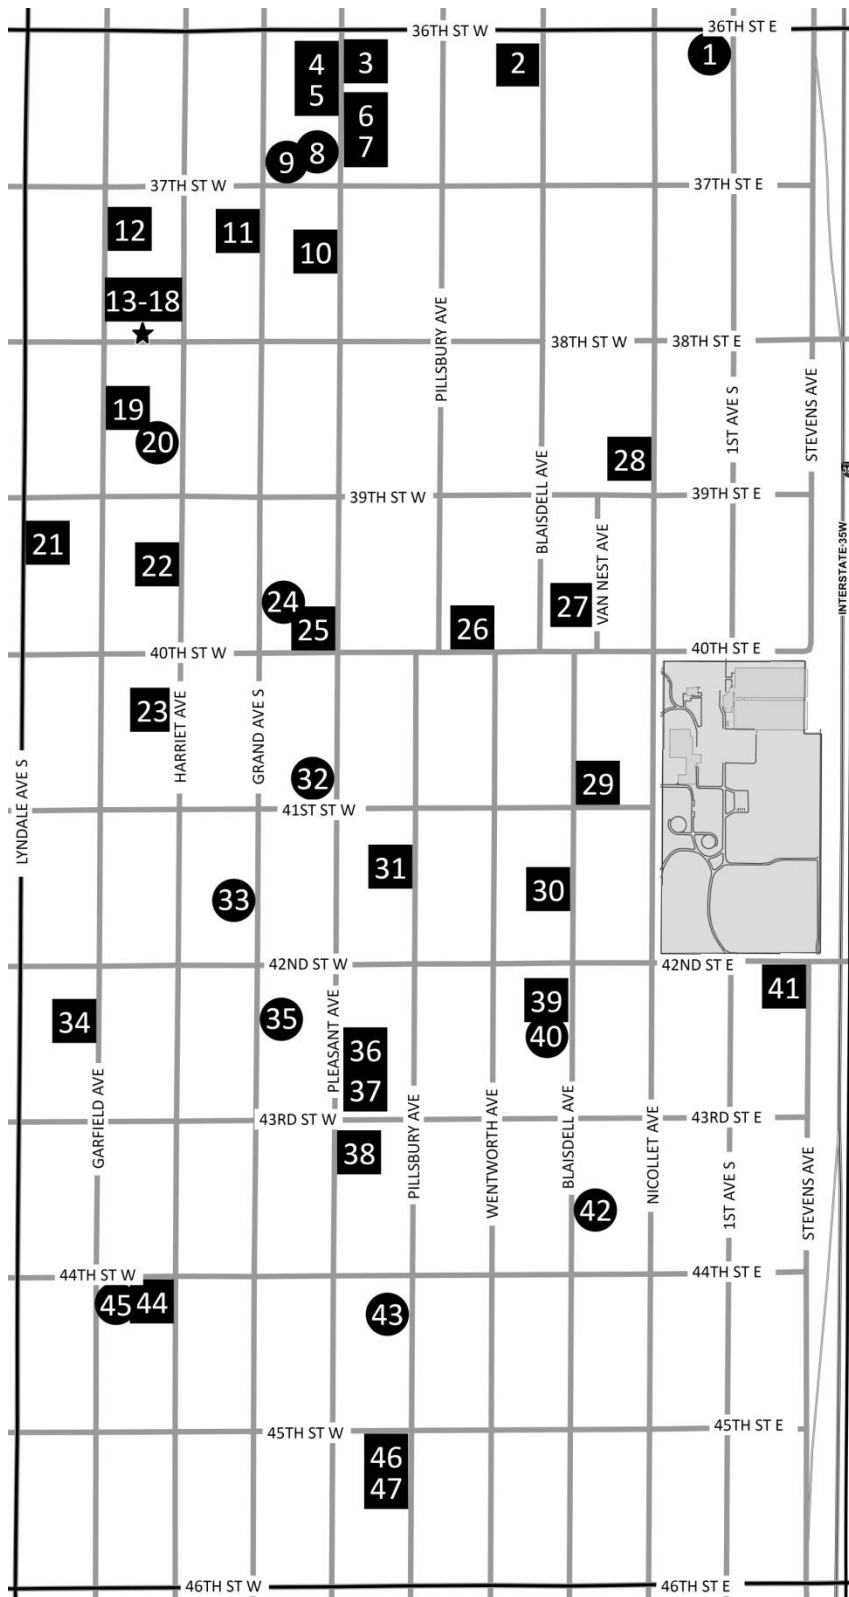 36TH ST W
36TH ST E
1
2
3
4
5
6
7
8
9
37TH ST W
37TH ST E
12
11
10
13-18
PILLSBURY AVE
38TH ST W
38TH ST E
1ST AVE S
STEVENS AVE
19
20
28
BLAISDELL AVE
39TH ST W
39TH ST E
21
22
VAN NEST AVE
INTERSTATE 35W
24
25
26
27
40TH ST W
40TH ST E
23
HARRIET AVE
GRAND AVE S
LYNDALE AVE S
32
29
41ST ST W
31
30
33
42ND ST W
42ND ST E
34
35
PLEASANT AVE
36
37
39
40
41
GARFIELD AVE
43RD ST W
43RD ST E
38
PILLSBURY AVE
WENTWORTH AVE
BLAISDELL AVE
NICOLLET AVE
1ST AVE S
STEVENS AVE
42
44TH ST W
44TH ST E
45
44
43
45TH ST W
45TH ST E
46
47
46TH ST W
46TH ST E